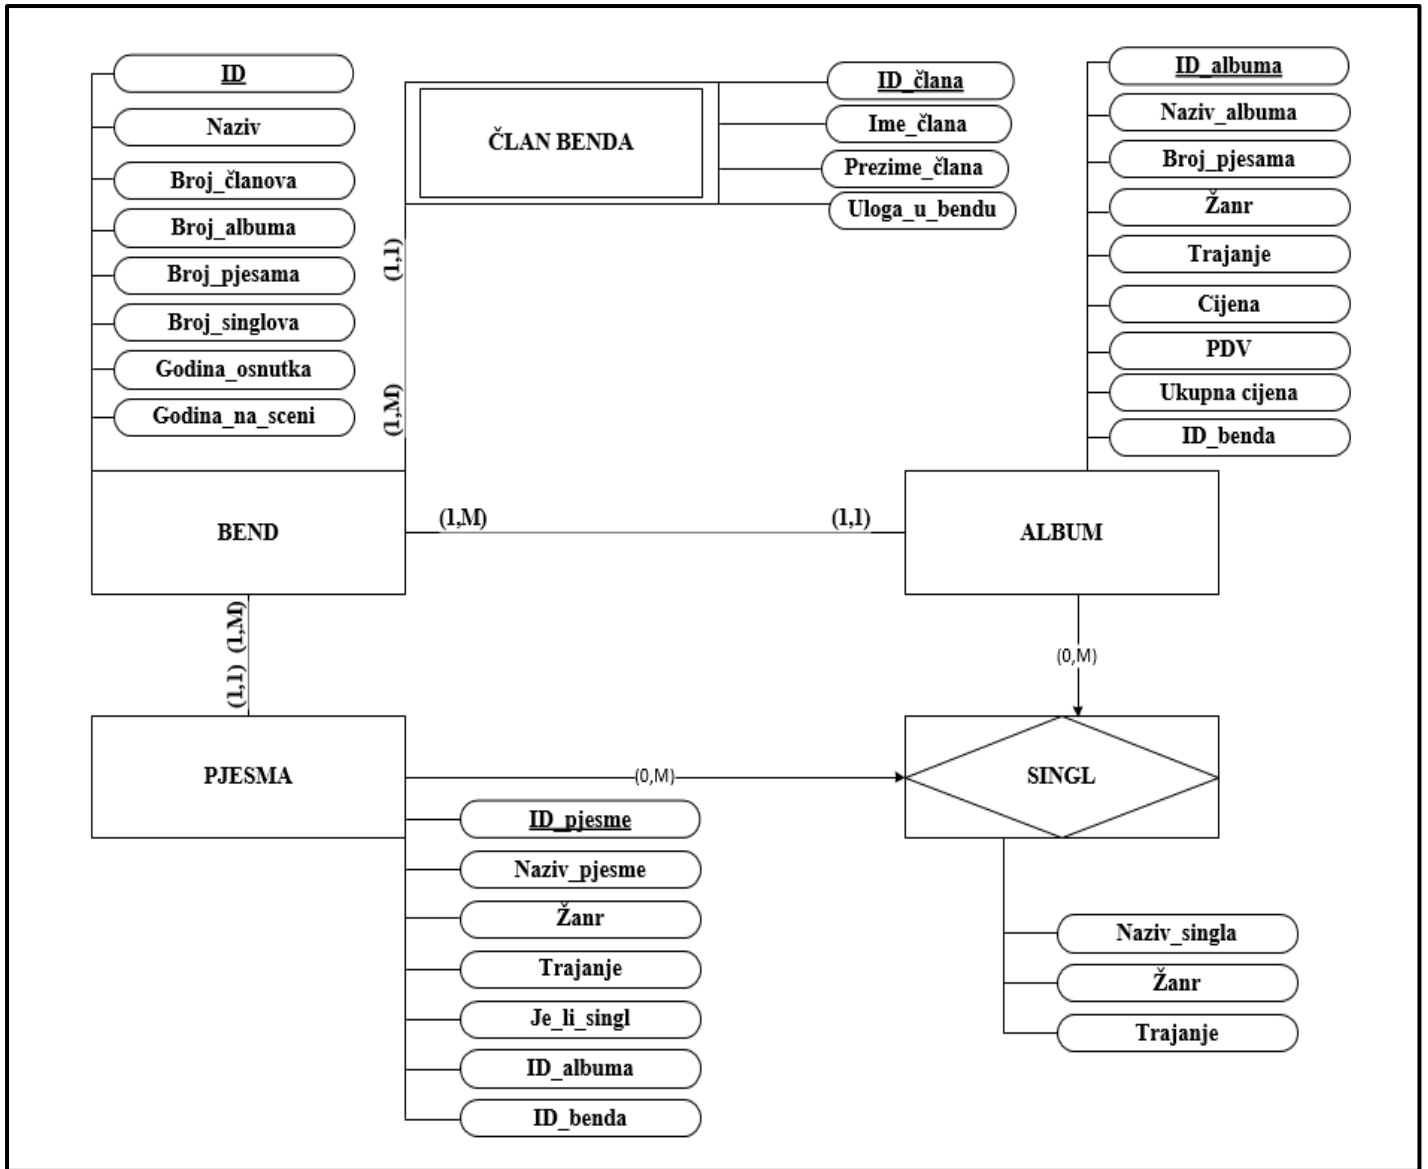 ID
Naziv
Broj_članova
Broj_albuma
Broj_pjesama
Broj_singlova
Godina_osnutka
Godina_na_sceni
ČLAN BENDA
ID_člana
Ime_člana
Prezime_člana
Uloga_u_bendu
ID_albuma
Naziv_albuma
Broj_pjesama
Žanr
Trajanje
Cijena
PDV
Ukupna cijena
ID_benda
(1,1)
(1,M)
BEND
(1,M)
(1,1)
ALBUM
(1,M)
(1,1)
(0,M)
PJESMA
(0,M)
SINGL
ID_pjesme
Naziv_pjesme
Žanr
Trajanje
Je_li_singl
ID_albuma
ID_benda
Naziv_singla
Žanr
Trajanje